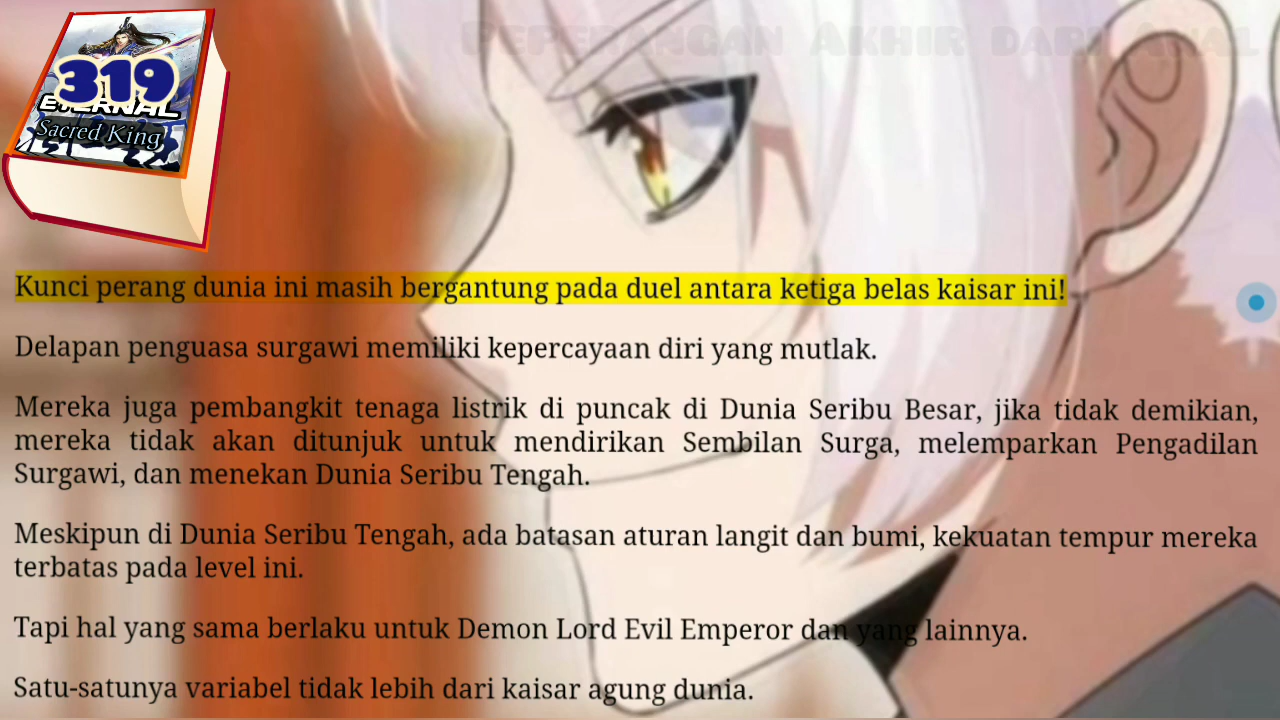 Peperangan Akhir dari Awal
319
ETERNAL
Sacred King
Kunci perang dunia ini masih bergantung pada duel antara ketiga belas kaisar ini!
Delapan penguasa surgawi memiliki kepercayaan diri yang mutlak.
Mereka juga pembangkit tenaga listrik di puncak di Dunia Seribu Besar, jika tidak demikian,
mereka tidak akan ditunjuk untuk mendirikan Sembilan Surga, melemparkan Pengadilan
Surgawi, dan menekan Dunia Seribu Tengah.
Meskipun di Dunia Seribu Tengah, ada batasan aturan langit dan bumi, kekuatan tempur mereka
terbatas pada level ini.
Tapi hal yang sama berlaku untuk Demon Lord Evil Emperor dan yang lainnya.
Satu-satunya variabel tidak lebih dari kaisar agung dunia.